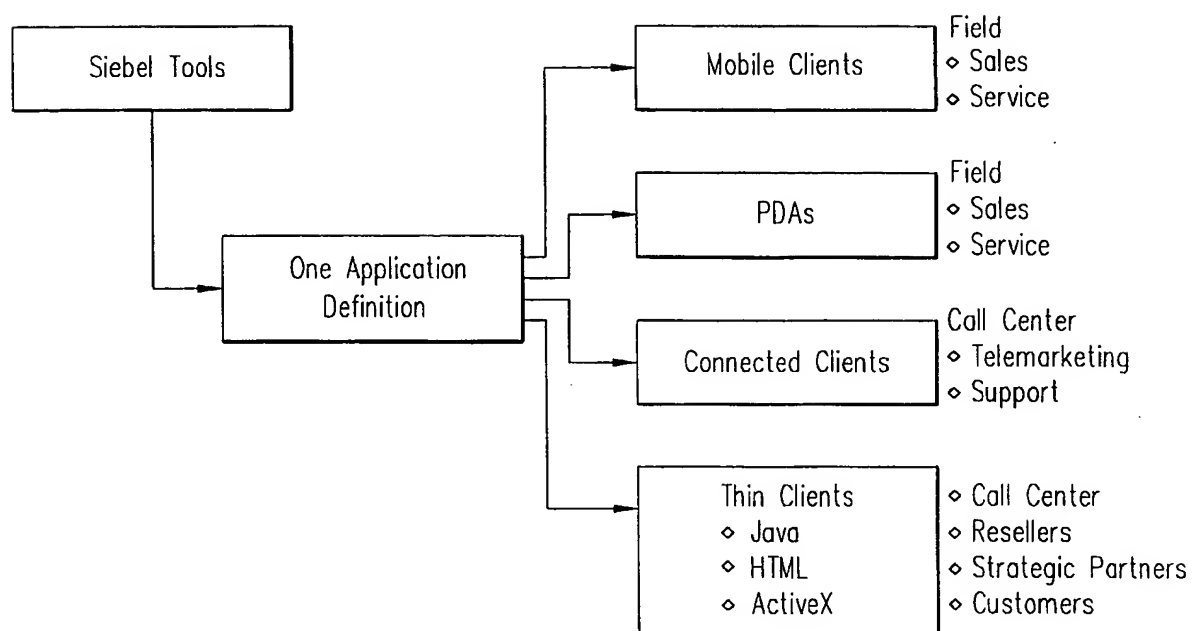 Siebel Tools
One Application
Definition
Mobile Clients
Field
◇ Sales
◇ Service
PDAs
Field
◇ Sales
◇ Service
Connected Clients
Call Center
◇ Telemarketing
◇ Support
Thin Clients
◇ Java
◇ HTML
◇ ActiveX
◇ Call Center
◇ Resellers
◇ Strategic Partners
◇ Customers